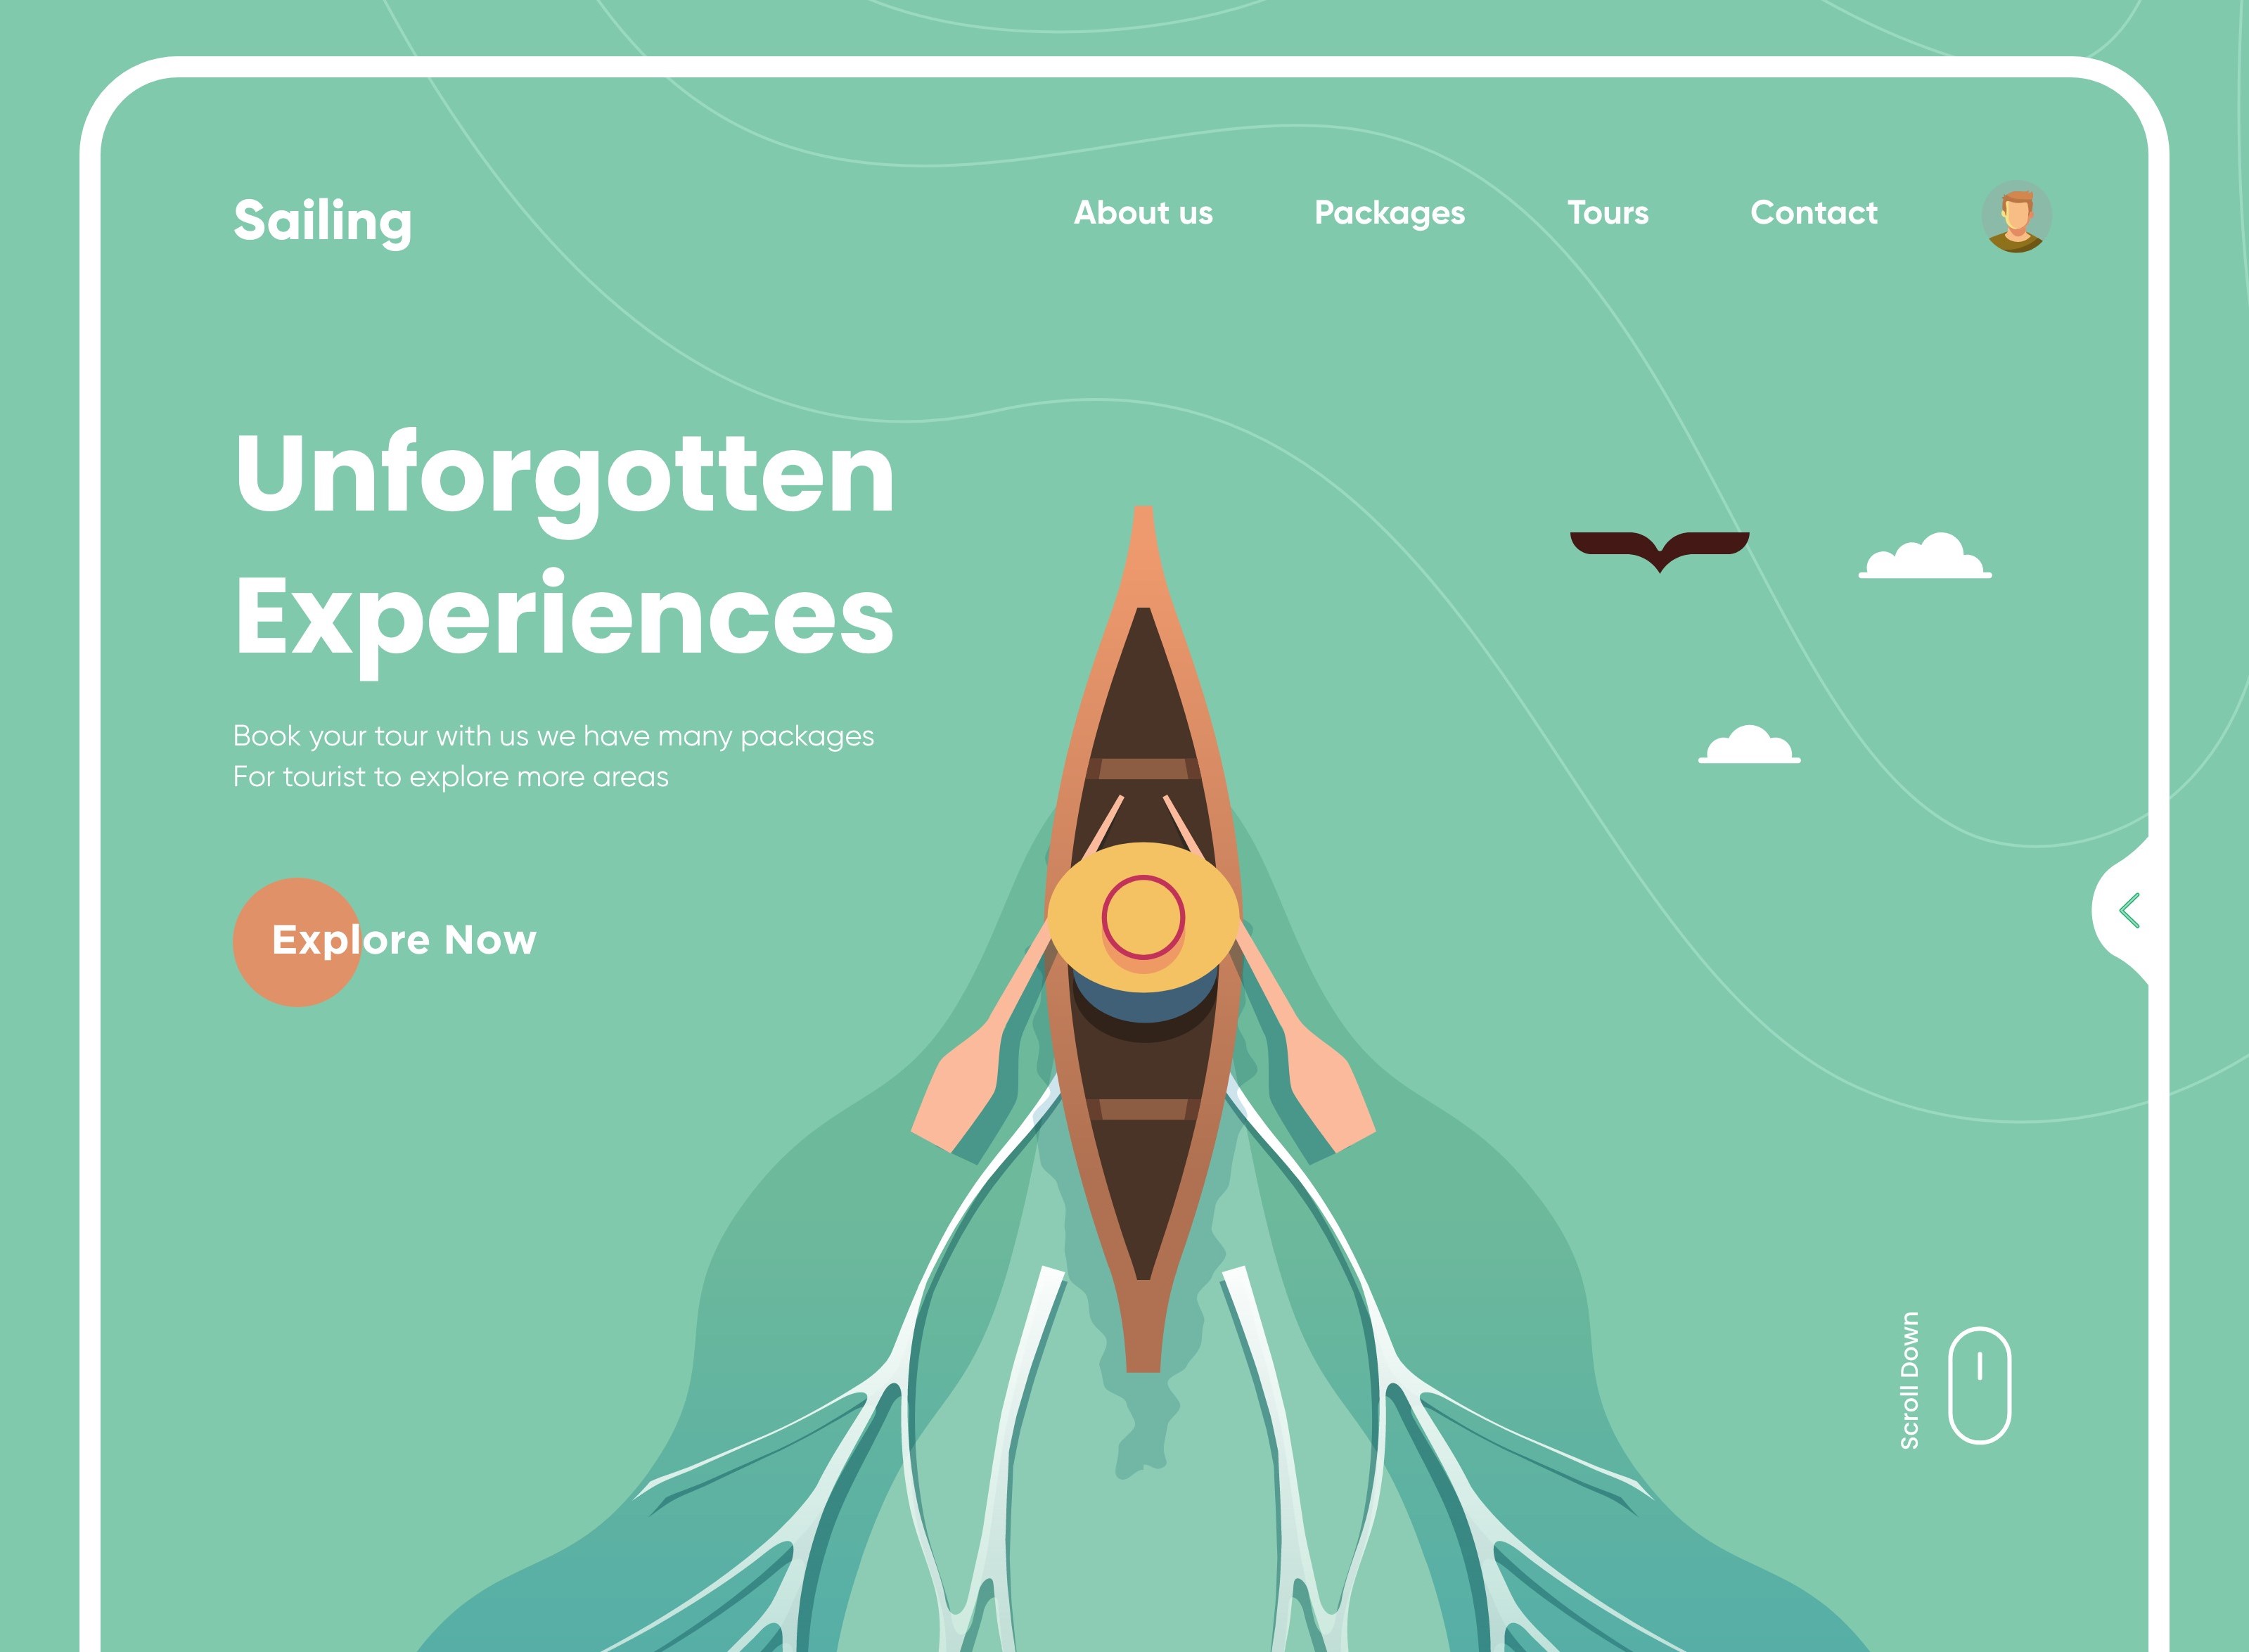 Sailing
About us
Packages
Tours
Contact
Unforgotten
Experiences
Book your tour with us we have many packages
For tourist to explore more areas
Explore Now
Scroll Down